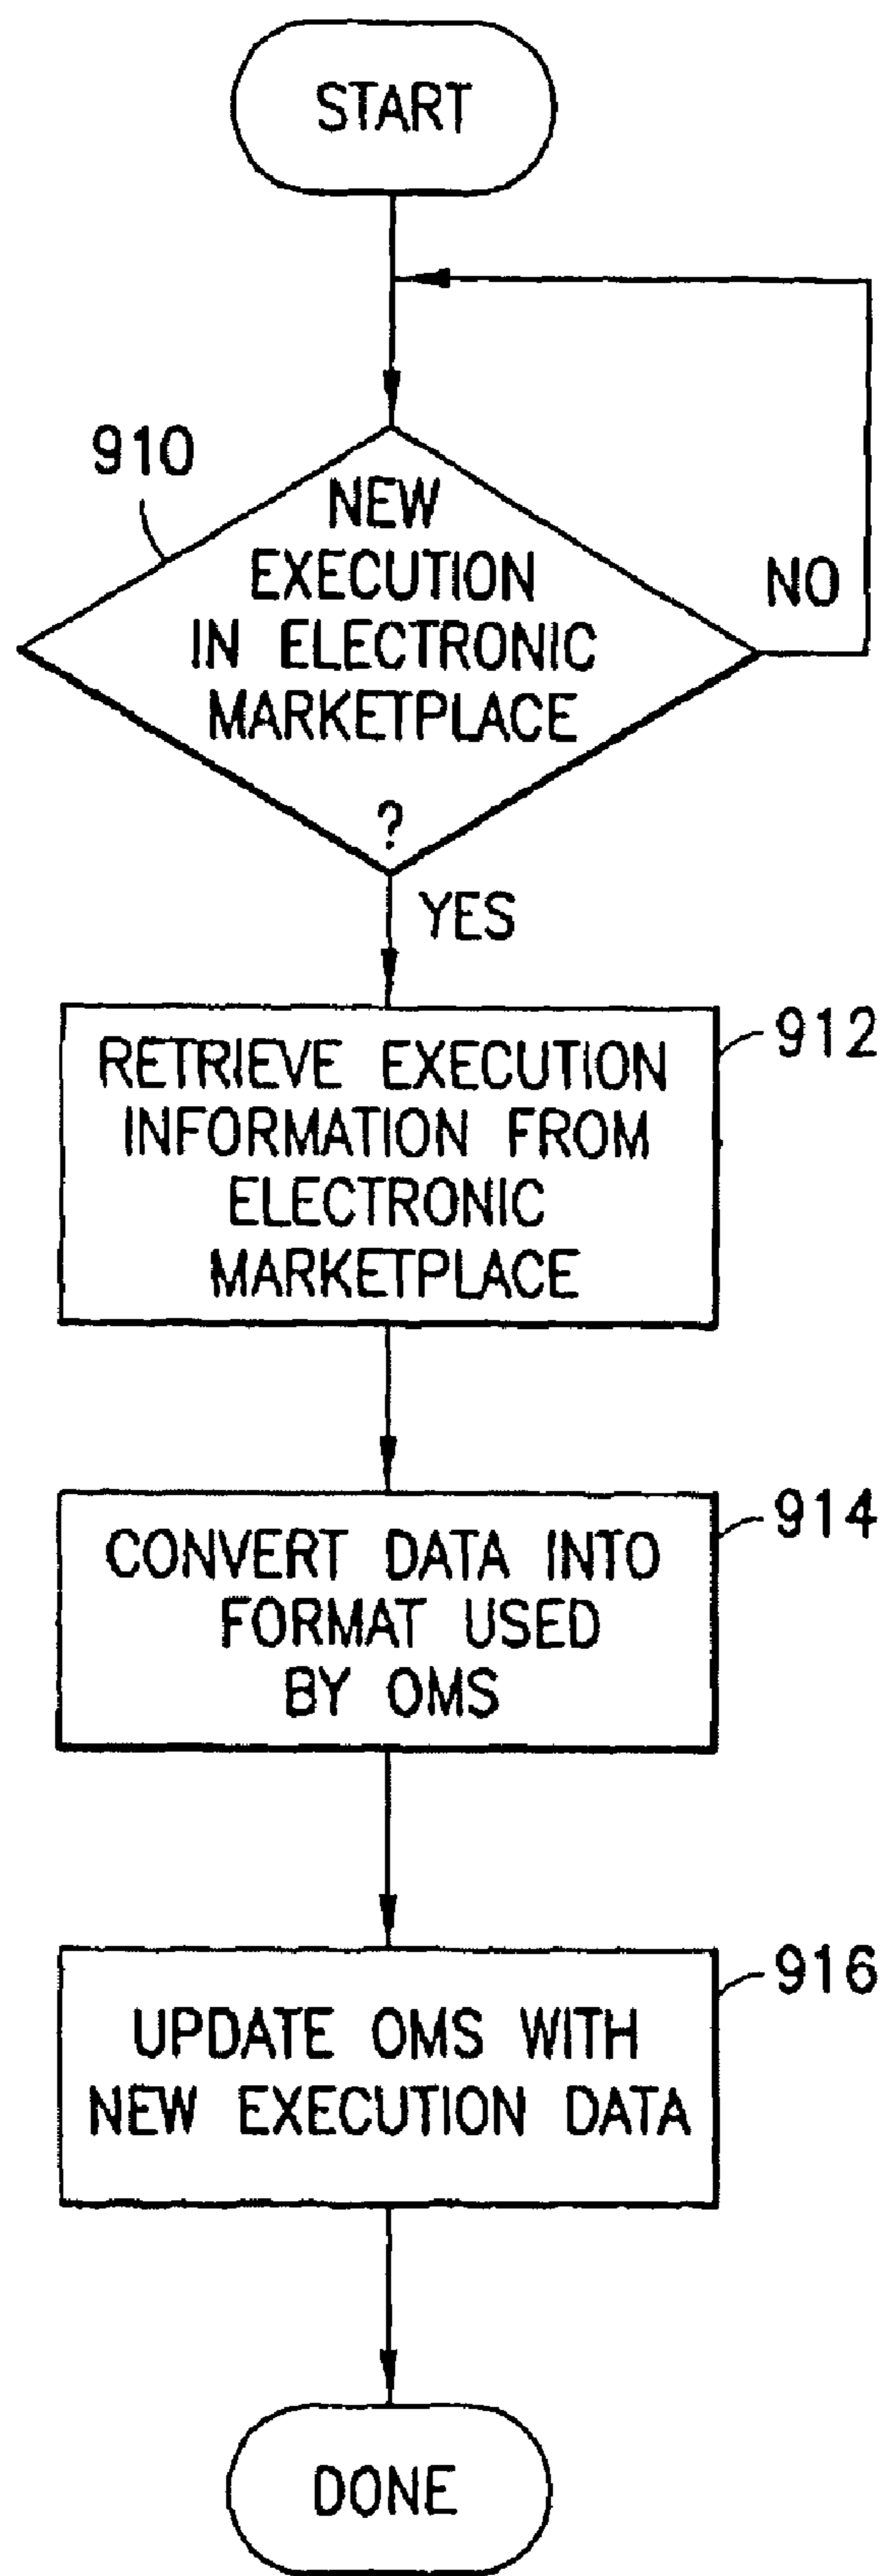 START
910
NEW
EXECUTION
IN ELECTRONIC
MARKETPLACE
?
NO
YES
912
RETRIEVE EXECUTION
INFORMATION FROM
ELECTRONIC
MARKETPLACE
914
CONVERT DATA INTO
FORMAT USED
BY OMS
916
UPDATE OMS WITH
NEW EXECUTION DATA
DONE